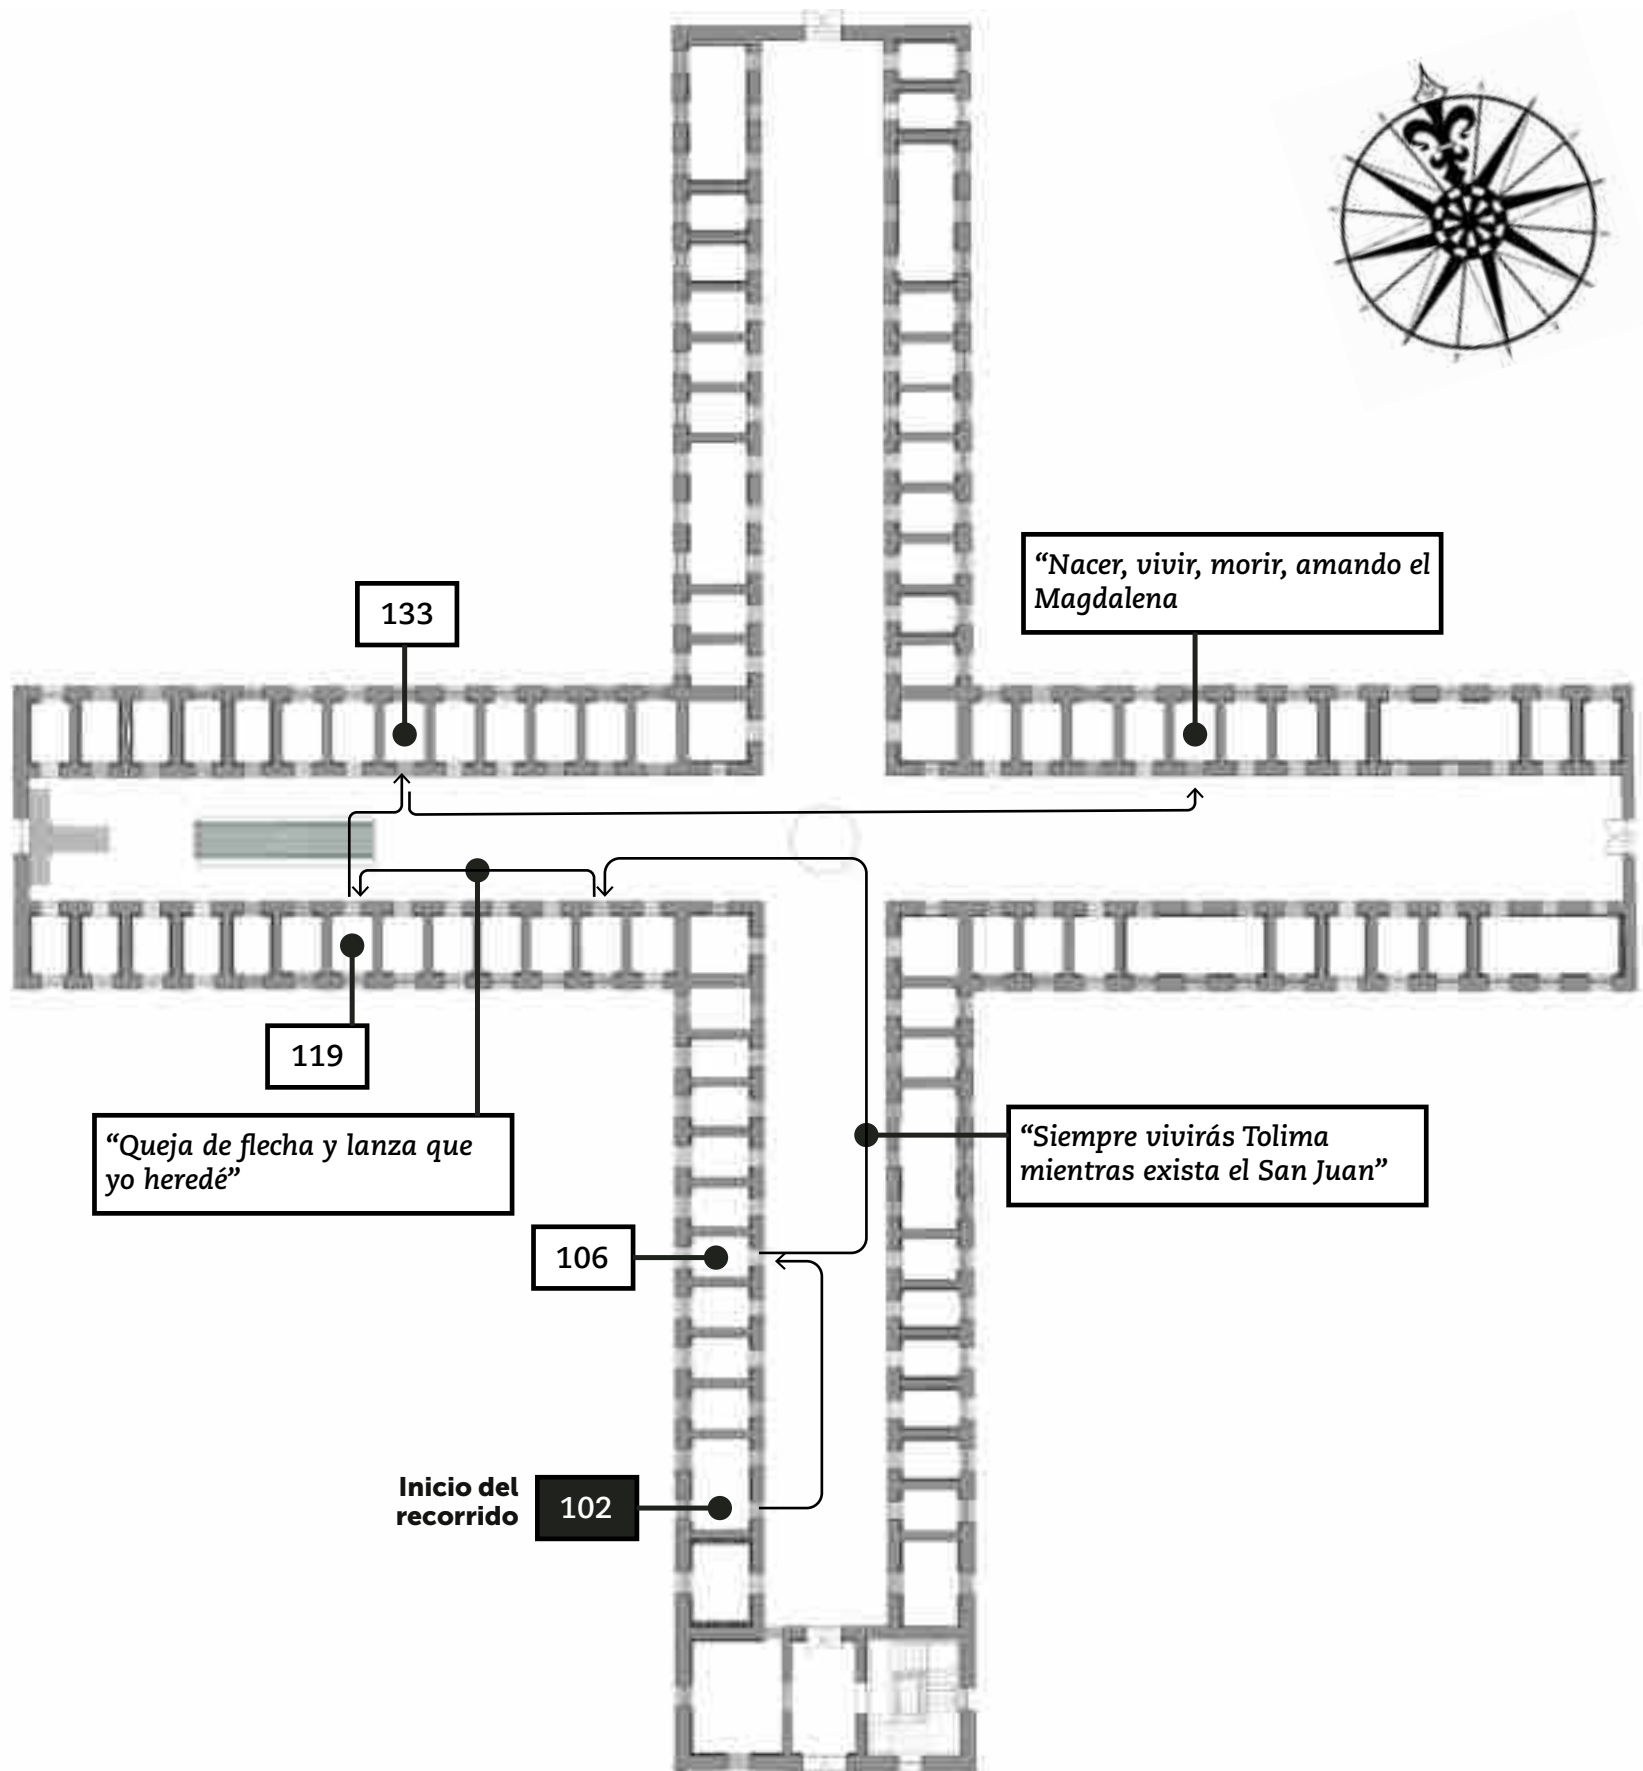 “Nacer, vivir, morir, amando el
Magdalena
133
119
“Queja de flecha y lanza que
yo heredé”
“Siempre vivirás Tolima
mientras exista el San Juan”
106
Inicio del
recorrido
102